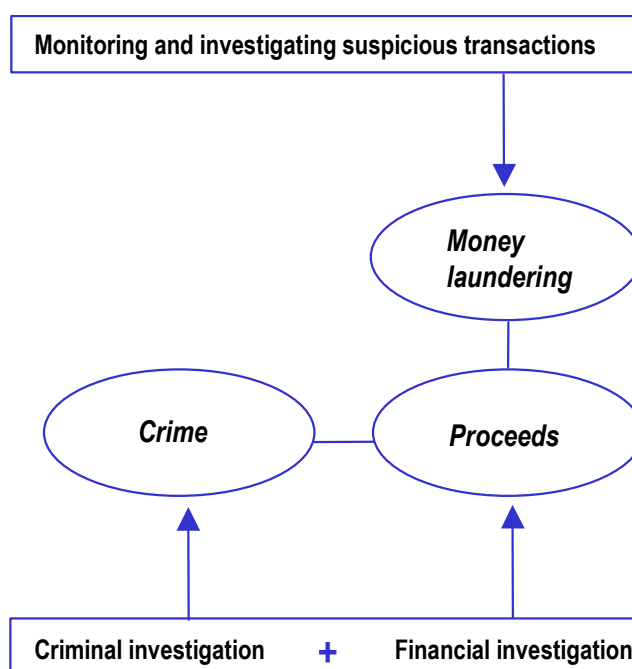 Monitoring and investigating suspicious transactions
Money
laundering
Crime
Proceeds
Criminal investigation + Financial investigation